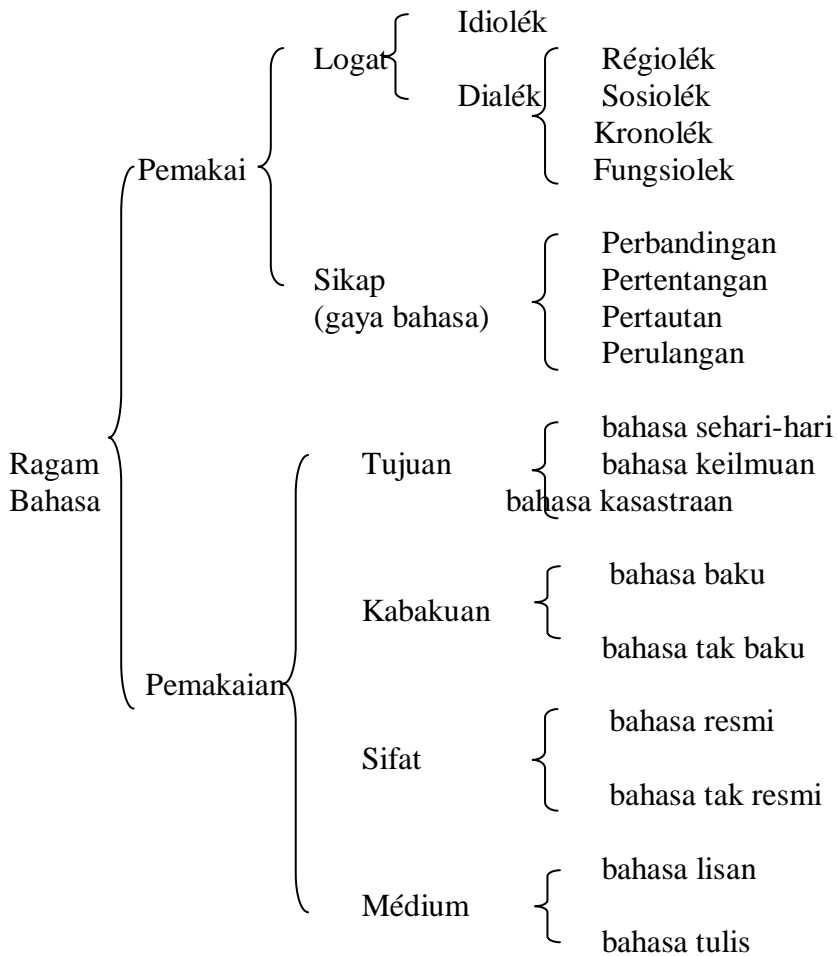 Idiolék
Logat
Régiolék
Dialék
Sosiolék
Kronolék
Pemakai
Fungsiolek
Perbandingan
Sikap
Pertentangan
(gaya bahasa)
Pertautan
Perulangan
bahasa sehari-hari
Ragam
Tujuan
bahasa keilmuan
Bahasa
bahasa kasastraan
bahasa baku
Kabakuan
bahasa tak baku
Pemakaian
bahasa resmi
Sifat
bahasa tak resmi
bahasa lisan
Médium
bahasa tulis